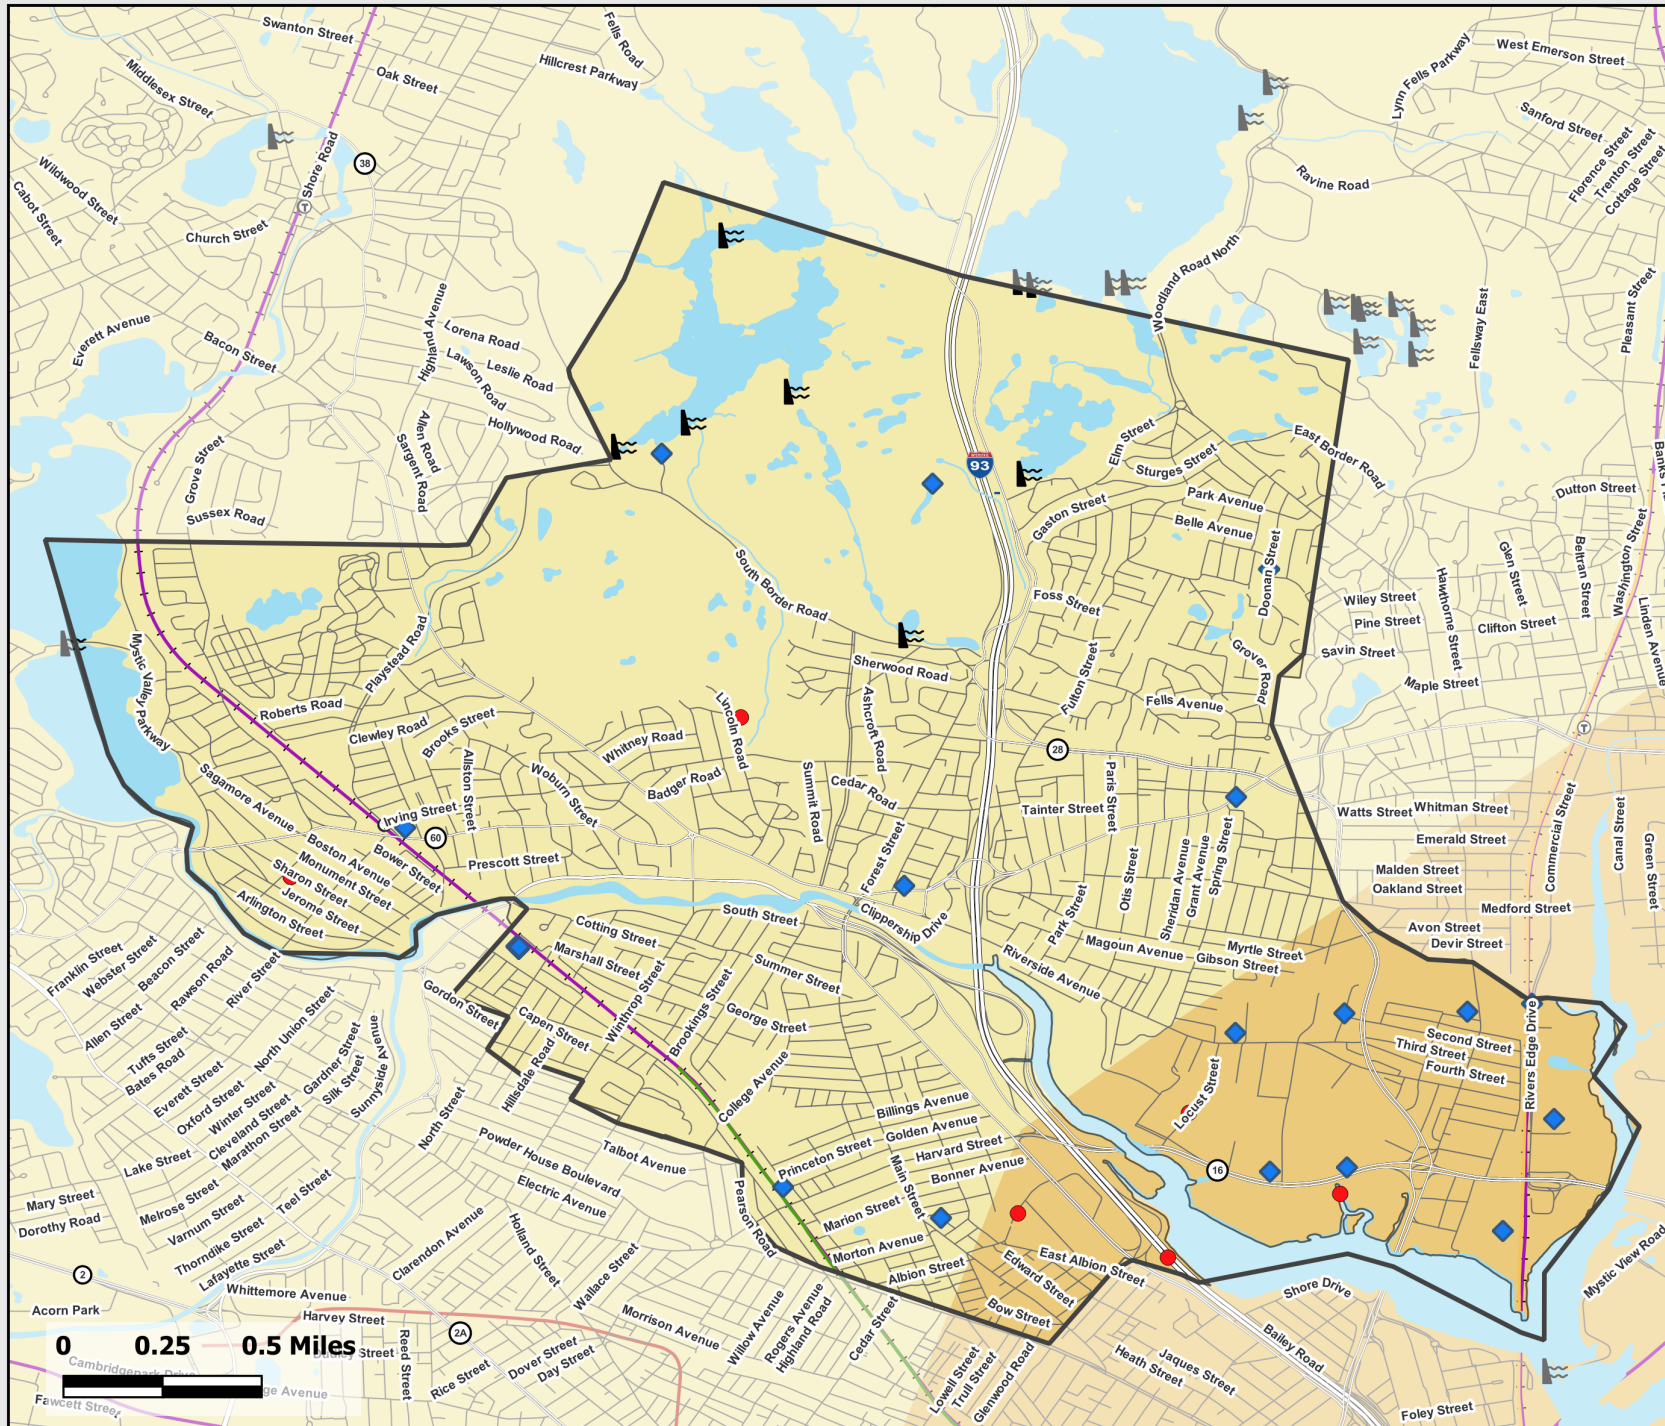 Swanton Street
Fells Road
Hillcrest Parkway
Oak Street
Middlesex Street
Lynn Fells Parkway
West Emerson Street
Sanford Street
Florence Street
Trenton Street
Cottage Street
Wildwood Street
Cabot Street
Shore Road
38
T
Church Street
Ravine Road
Woodland Road North
Pleasant Street
Fellsway East
Everett Avenue
Bacon Street
Highland Avenue
Lorena Road
Lawson Road
Leslie Road
Hollywood Road
Allen Road
Sargent Road
Grove Street
Sussex Road
INTERSTATE
93
Elm Street
Sturges Street
East Border Road
Park Avenue
Belle Avenue
Gaston Street
Doonan Street
Dutton Street
Glen Street
Beltran Street
Washington Street
Hawthorne Street
Linden Avenue
Wiley Street
Pine Street
Clifton Street
Savin Street
Maple Street
South Border Road
Foss Street
Fulton Street
Grover Road
Fells Avenue
Sherwood Road
Ashcroft Road
Mystic Valley Parkway
Playstead Road
Roberts Road
Clewley Road
Brooks Street
Allston Street
Whitney Road
Lincoln Road
Badger Road
Woburn Street
Summit Road
Cedar Road
28
T
Paris Street
Tainter Street
Watts Street
Whitman Street
Emerald Street
Malden Street
Oakland Street
Medford Street
Commercial Street
Canal Street
Green Street
Avon Street
Devir Street
Sagamore Avenue
Irving Street
60
Boston Avenue
Bower Street
Monument Street
Sharon Street
Jerome Street
Arlington Street
Prescott Street
Forest Street
Clippership Drive
South Street
Otis Street
Sheridan Avenue
Grant Avenue
Spring Street
Park Street
Magoun Avenue
Myrtle Street
Gibson Street
Riverside Avenue
Cotting Street
Marshall Street
Winthrop Street
Brookings Street
Summer Street
George Street
Gordon Street
Capen Street
Hillsdale Road
College Avenue
Franklin Street
Webster Street
Beacon Street
Rawson Road
River Street
Allen Street
Tufts Street
Bates Road
Everett Street
Oxford Street
Winter Street
Cleveland Street
Marathon Street
North Union Street
Gardner Street
Silk Street
Sunnyside Avenue
North Street
Lake Street
Second Street
Third Street
Fourth Street
Rivers Edge Drive
Locust Street
16
Billings Avenue
Golden Avenue
Harvard Street
Bonner Avenue
Main Street
Princeton Street
Marion Street
Morton Avenue
Albion Street
Pearson Road
Talbot Avenue
Powder House Boulevard
Electric Avenue
Holland Street
Wallace Street
Clarendon Avenue
Morrison Avenue
Willow Avenue
Rogers Avenue
Highland Road
Cedar Street
East Albion Street
Edward Street
Bow Street
Shore Drive
Bailey Road
Mystic View Road
Jaques Street
Heath Street
Foley Street
Lowell Street
Trull Street
Glenwood Road
Mary Street
Dorothy Road
Melrose Street
Varnum Street
Thorndike Street
Lafayette Street
Teel Street
2
Acorn Park
Whittemore Avenue
Harvey Street
2A
Reed Street
Rice Street
Dover Street
Day Street
Fawcett Street
Cambridgepark Drive
0 0.25 0.5 Miles